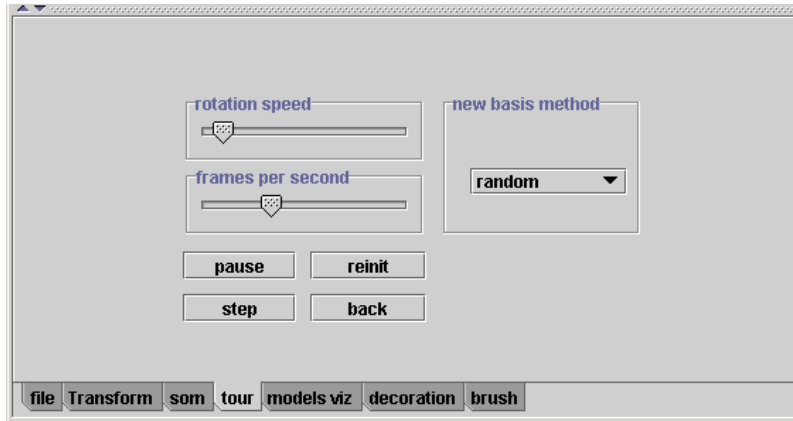 rotation speed
new basis method
frames per second
random
pause
reinit
step
back
file Transform som tour models viz decoration brush